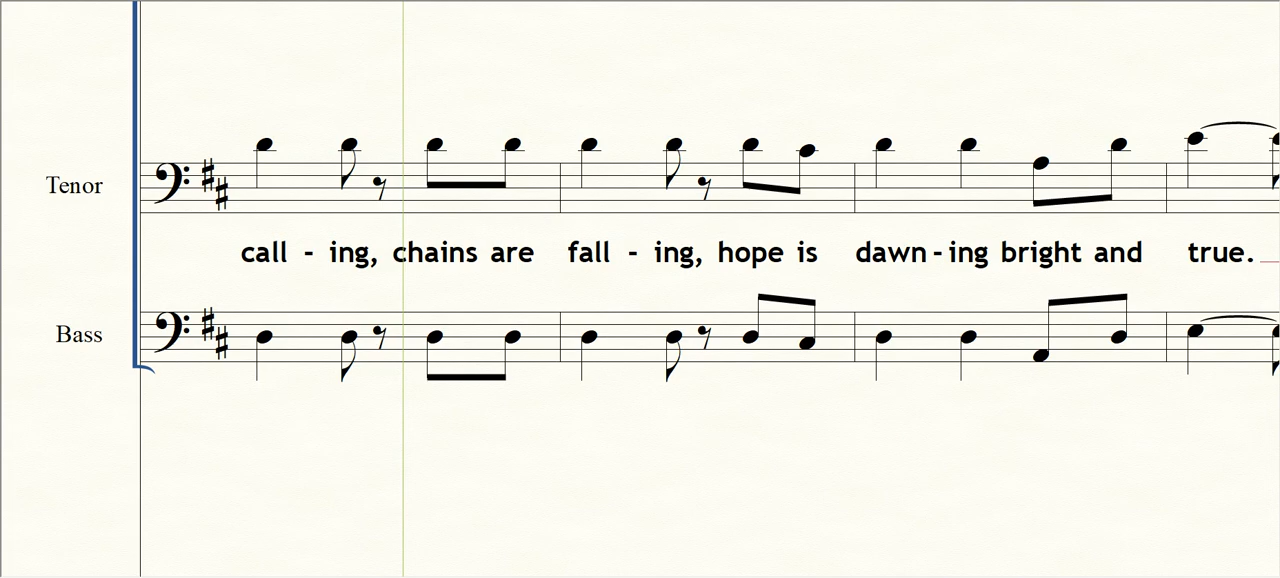 Tenor
call - ing, chains are fall - ing, hope is dawn - ing bright and true.
Bass